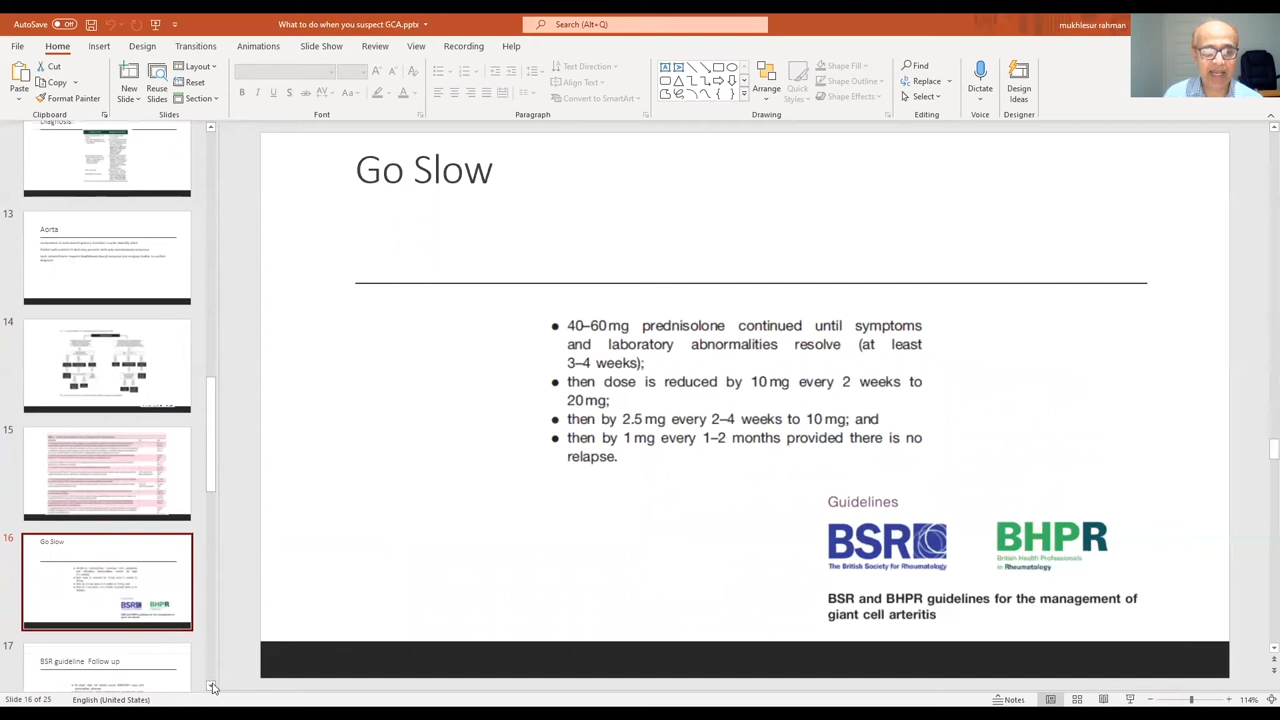 AutoSave Off
What to do when you suspect GCA.pptx
Search (Alt+Q)
mukhlesur rahman
File Home Insert Design Transitions Animations Slide Show Review View Recording Help
Paste
Cut
Copy
Format Painter
Clipboard
New Slide
Reuse Slides
Layout
Reset
Section
Slides
Font
Text Direction
Align Text
Convert to SmartArt
Paragraph
Arrange
Quick Styles
Shape Fill
Shape Outline
Shape Effects
Drawing
Find
Replace
Select
Editing
Dictate
Voice
Design Ideas
Designer
Diagnosis:
13
Aorta
14
15
16
Go Slow
17
BSR guideline Follow up
Go Slow
• 40–60 mg prednisolone continued until symptoms
and laboratory abnormalities resolve (at least
3–4 weeks);
• then dose is reduced by 10 mg every 2 weeks to
20 mg;
• then by 2.5 mg every 2–4 weeks to 10 mg; and
• then by 1 mg every 1–2 months provided there is no
relapse.
Guidelines
BSR
The British Society for Rheumatology
BHPR
British Health Professionals
in Rheumatology
BSR and BHPR guidelines for the management of
giant cell arteritis
Slide 16 of 25
English (United States)
Notes
114%